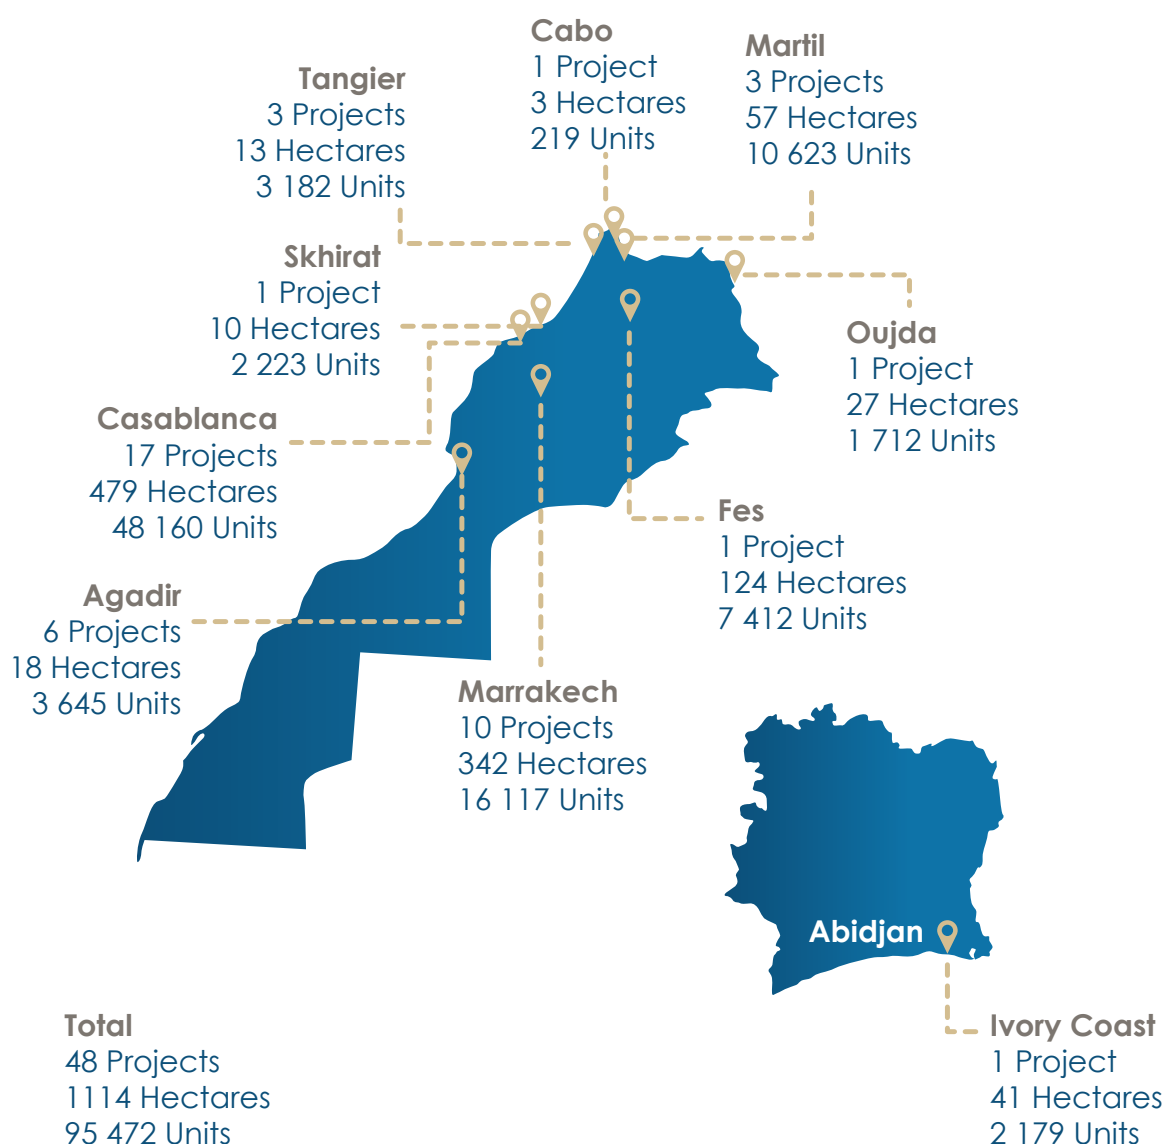 Cabo
1 Project
3 Hectares
219 Units
Martil
3 Projects
57 Hectares
10 623 Units
Tangier
3 Projects
13 Hectares
3 182 Units
Skhirat
1 Project
10 Hectares
2 223 Units
Oujda
1 Project
27 Hectares
1 712 Units
Casablanca
17 Projects
479 Hectares
48 160 Units
Fes
1 Project
124 Hectares
7 412 Units
Agadir
6 Projects
18 Hectares
3 645 Units
Marrakech
10 Projects
342 Hectares
16 117 Units
Abidjan
Ivory Coast
1 Project
41 Hectares
2 179 Units
Total
48 Projects
1114 Hectares
95 472 Units